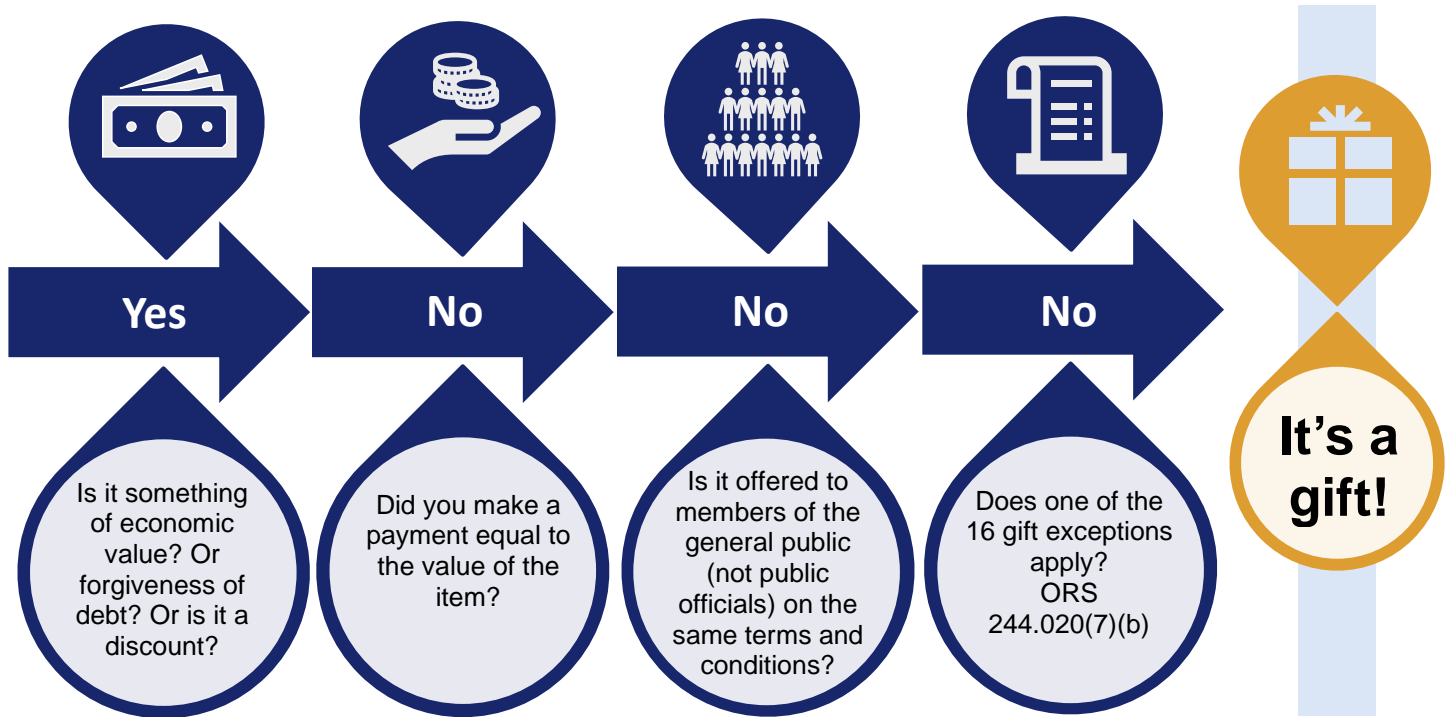 Yes
No
No
No
Is it something
of economic
value? Or
forgiveness of
debt? Or is it a
discount?
Did you make a
payment equal to
the value of the
item?
Is it offered to
members of the
general public
(not public
officials) on the
same terms and
conditions?
Does one of the
16 gift exceptions
apply?
ORS
244.020(7)(b)
It’s a
gift!